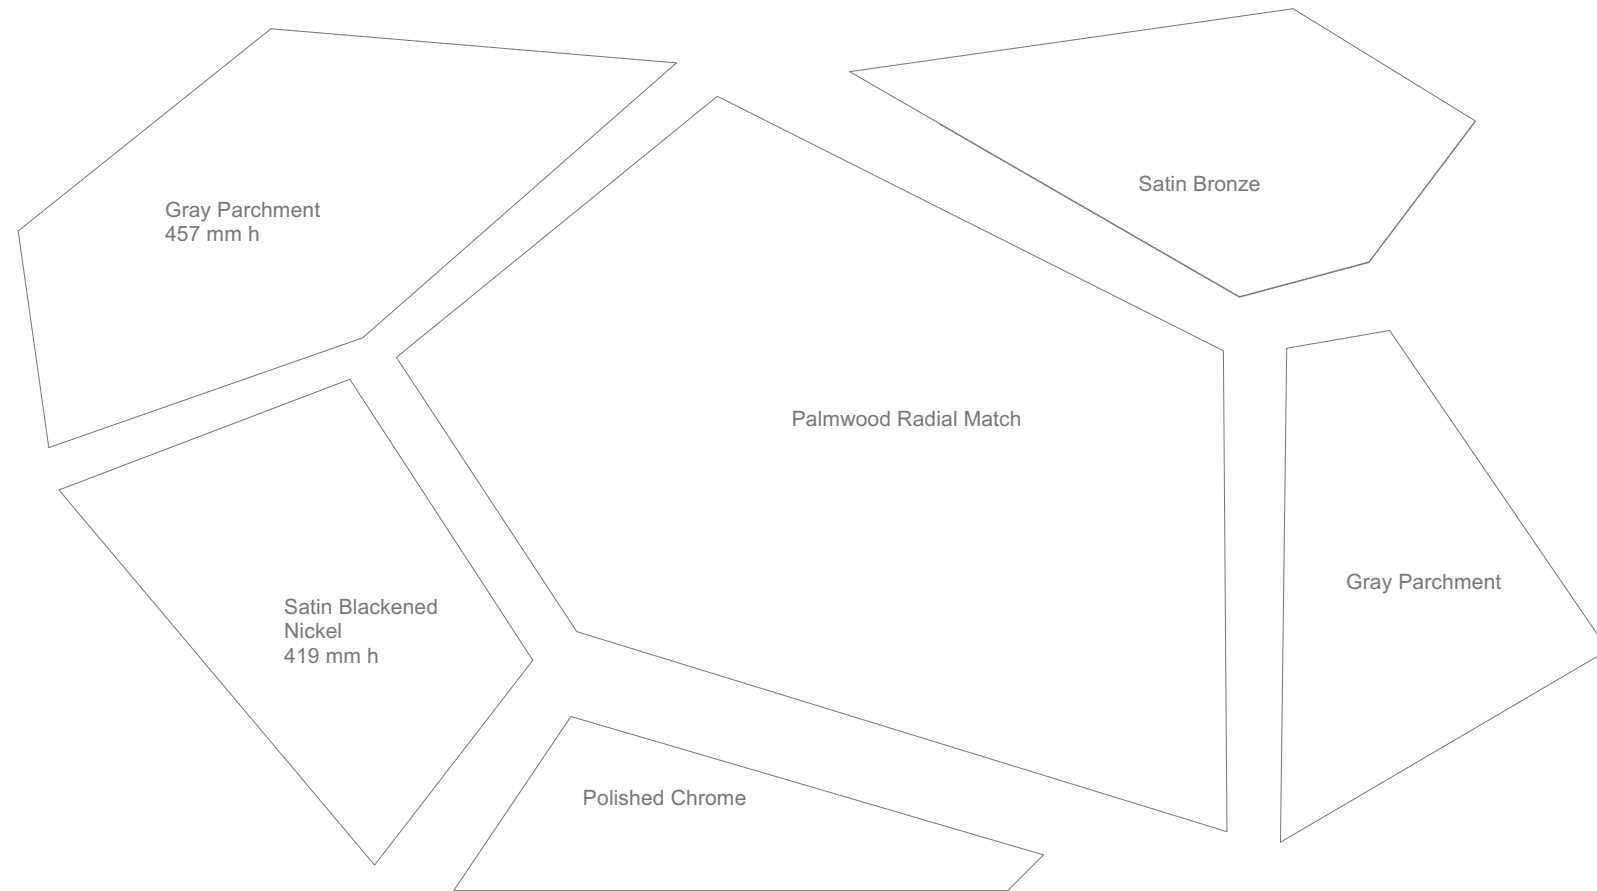 Gray Parchment
457 mm h
Satin Bronze
Palmwood Radial Match
Gray Parchment
Satin Blackened
Nickel
419 mm h
Polished Chrome